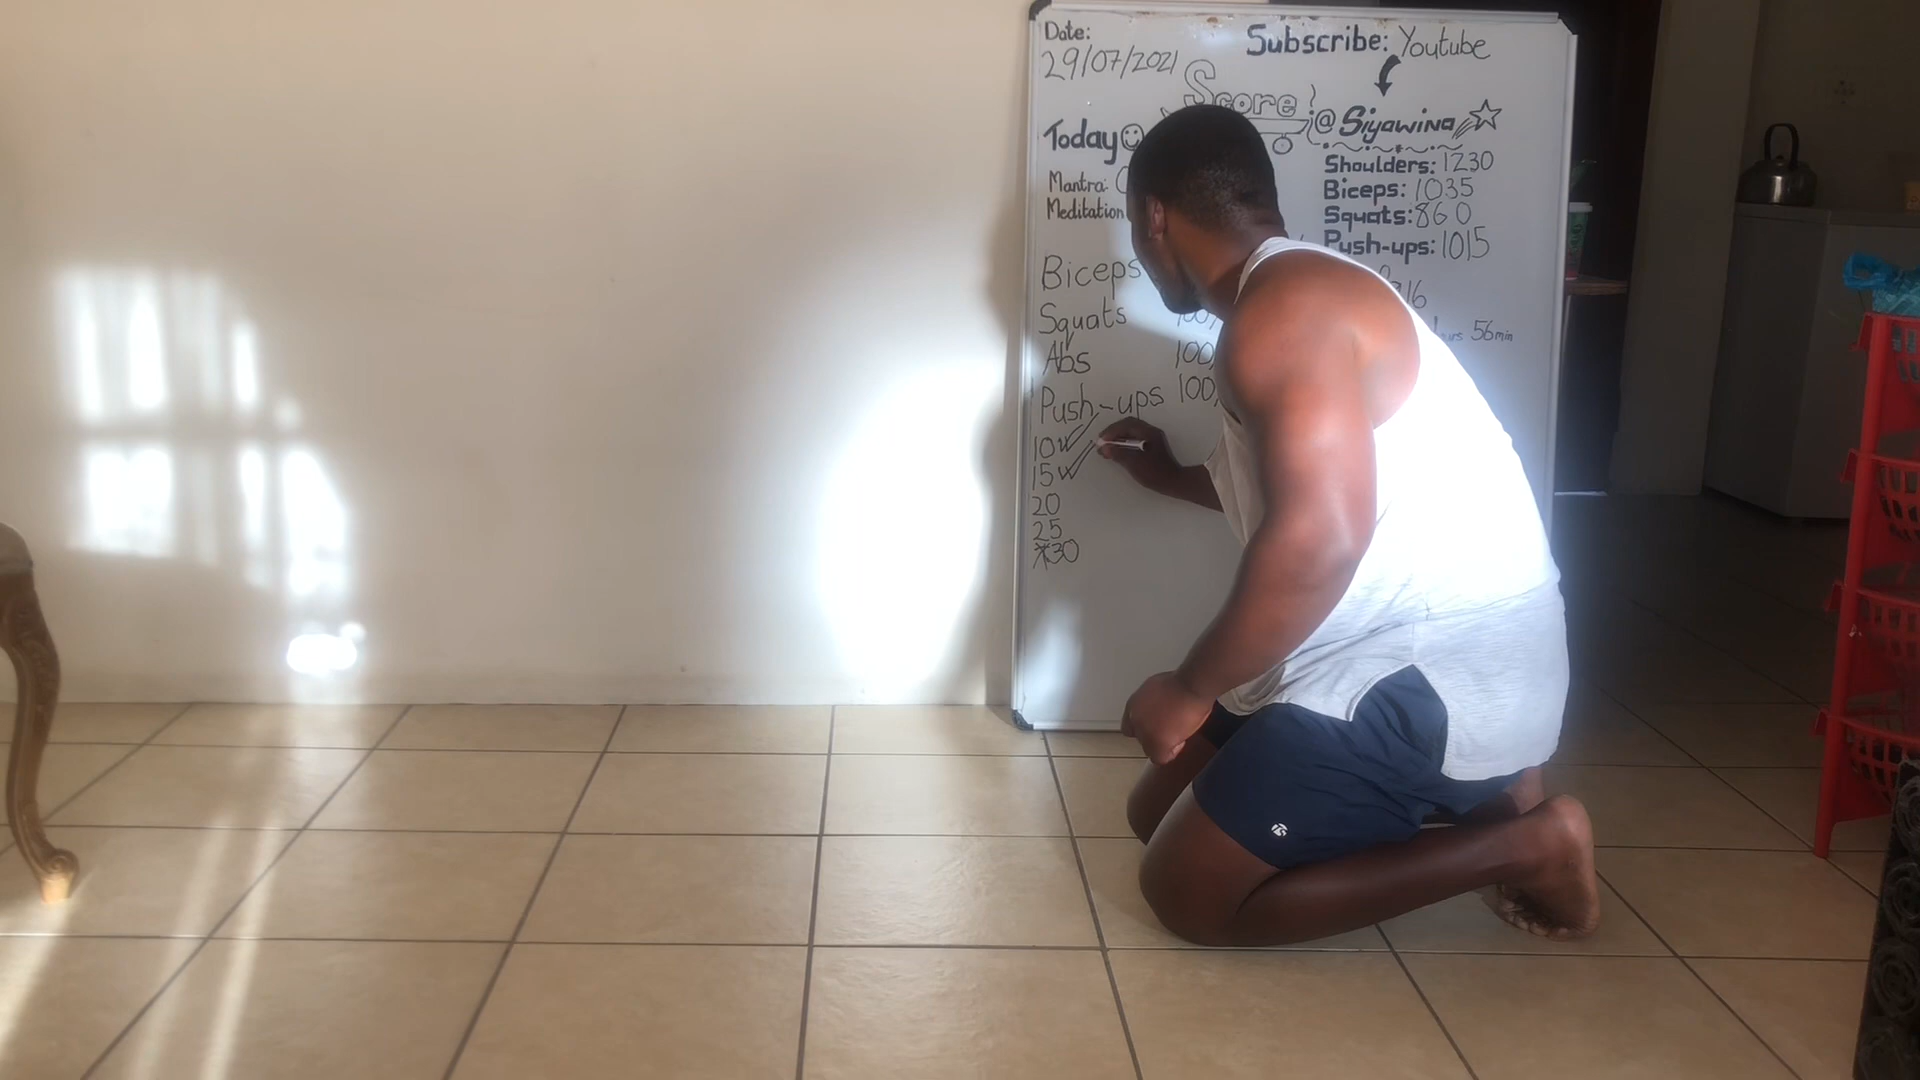 Date:
29/07/2021
Subscribe: Youtube
Score
@ Siyawina
Today
Mantra:
Meditation
Shoulders: 1230
Biceps: 1035
Squats: 860
Push-ups: 1015
56min
Biceps
Squats 100
Abs 100
Push-ups 100
10
15
20
25
*30